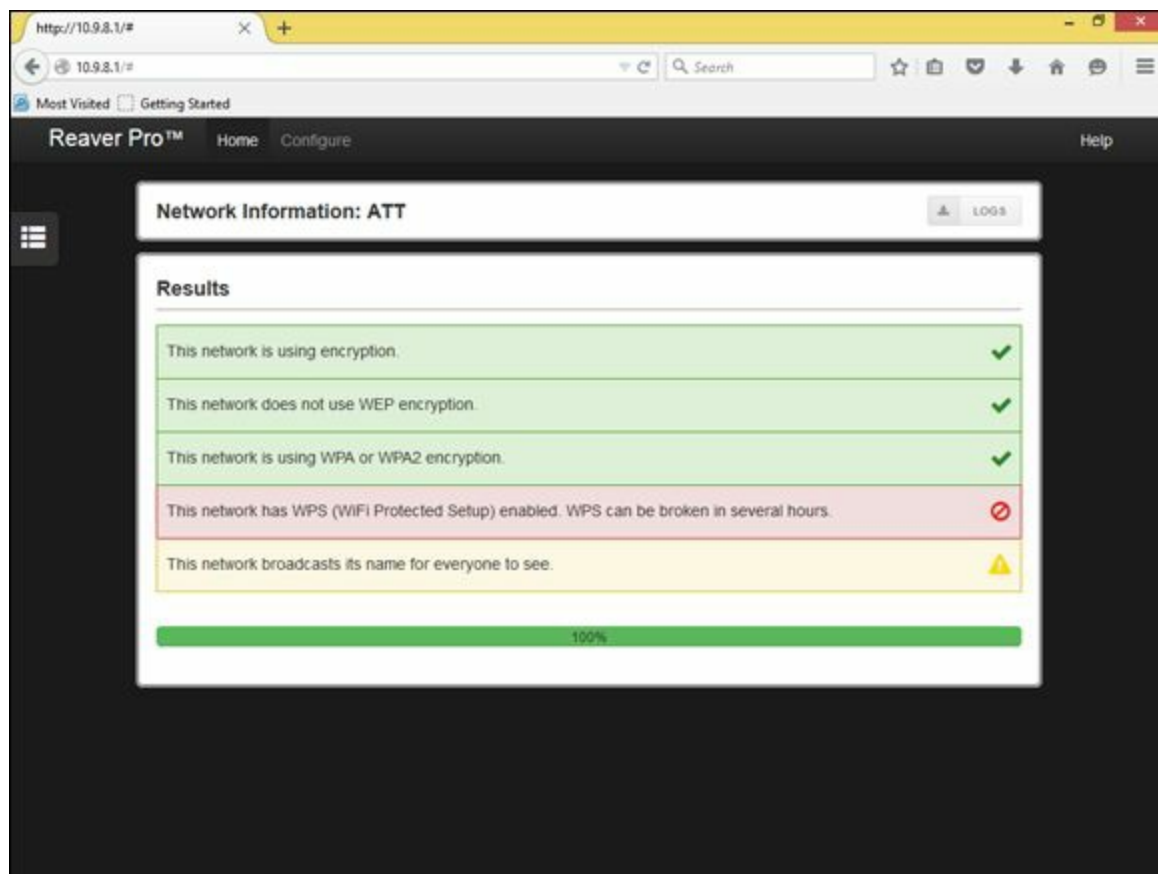 http://10.9.8.1/#
10.9.8.1/#
Search
Most Visited Getting Started
Reaver Pro™ Home Configure Help
Network Information: ATT
LOGS
Results
This network is using encryption.
This network does not use WEP encryption.
This network is using WPA or WPA2 encryption.
This network has WPS (WiFi Protected Setup) enabled. WPS can be broken in several hours.
This network broadcasts its name for everyone to see.
100%